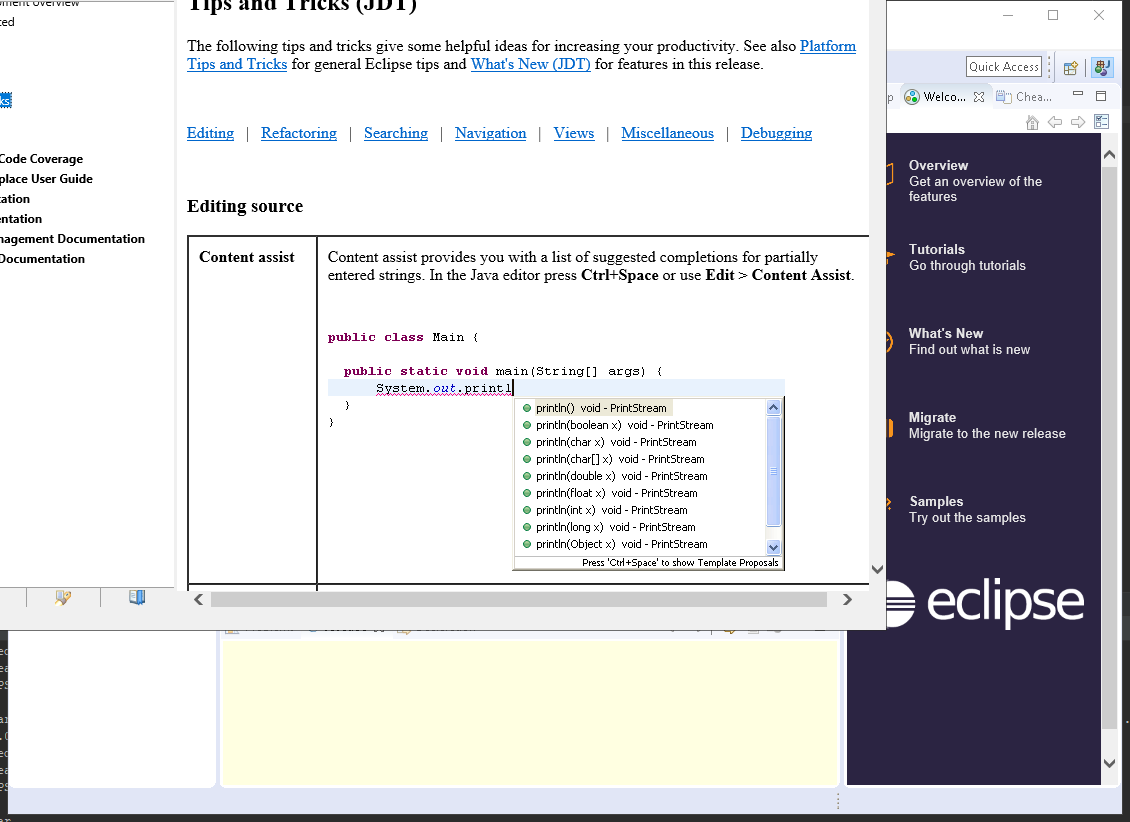 ment overview
ted
ks
Code Coverage
place User Guide
tation
entation
nagement Documentation
Documentation
Tips and Tricks (JDT)
The following tips and tricks give some helpful ideas for increasing your productivity. See also Platform
Tips and Tricks for general Eclipse tips and What's New (JDT) for features in this release.
Editing | Refactoring | Searching | Navigation | Views | Miscellaneous | Debugging
Editing source
Content assist
Content assist provides you with a list of suggested completions for partially
entered strings. In the Java editor press Ctrl+Space or use Edit > Content Assist.
public class Main {
public static void main(String[] args) {
System.out.printl
}
}
println() void - PrintStream
println(boolean x) void - PrintStream
println(char x) void - PrintStream
println(char[] x) void - PrintStream
println(double x) void - PrintStream
println(float x) void - PrintStream
println(int x) void - PrintStream
println(long x) void - PrintStream
println(Object x) void - PrintStream
Press 'Ctrl+Space' to show Template Proposals
Quick Access
p Welco... Chea...
Overview
Get an overview of the
features
Tutorials
Go through tutorials
What's New
Find out what is new
Migrate
Migrate to the new release
Samples
Try out the samples
eclipse